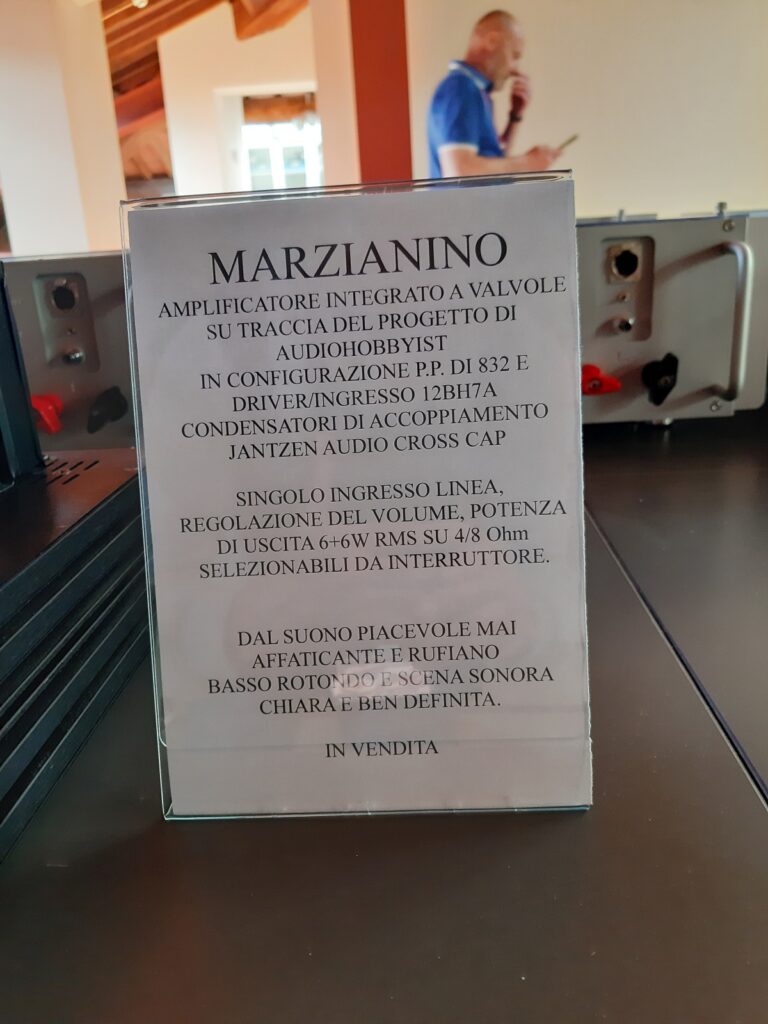 MARZIANINO
AMPLIFICATORE INTEGRATO A VALVOLE
SU TRACCIA DEL PROGETTO DI
AUDIOHOBBYIST
IN CONFIGURAZIONE P.P. DI 832 E
DRIVER/INGRESSO 12BH7A
CONDENSATORI DI ACCOPPIAMENTO
JANTZEN AUDIO CROSS CAP
SINGOLO INGRESSO LINEA,
REGOLAZIONE DEL VOLUME, POTENZA
DI USCITA 6+6W RMS SU 4/8 Ohm
SELEZIONABILI DA INTERRUTTORE.
DAL SUONO PIACEVOLE MAI
AFFATICANTE E RUFIANO
BASSO ROTONDO E SCENA SONORA
CHIARA E BEN DEFINITA.
IN VENDITA